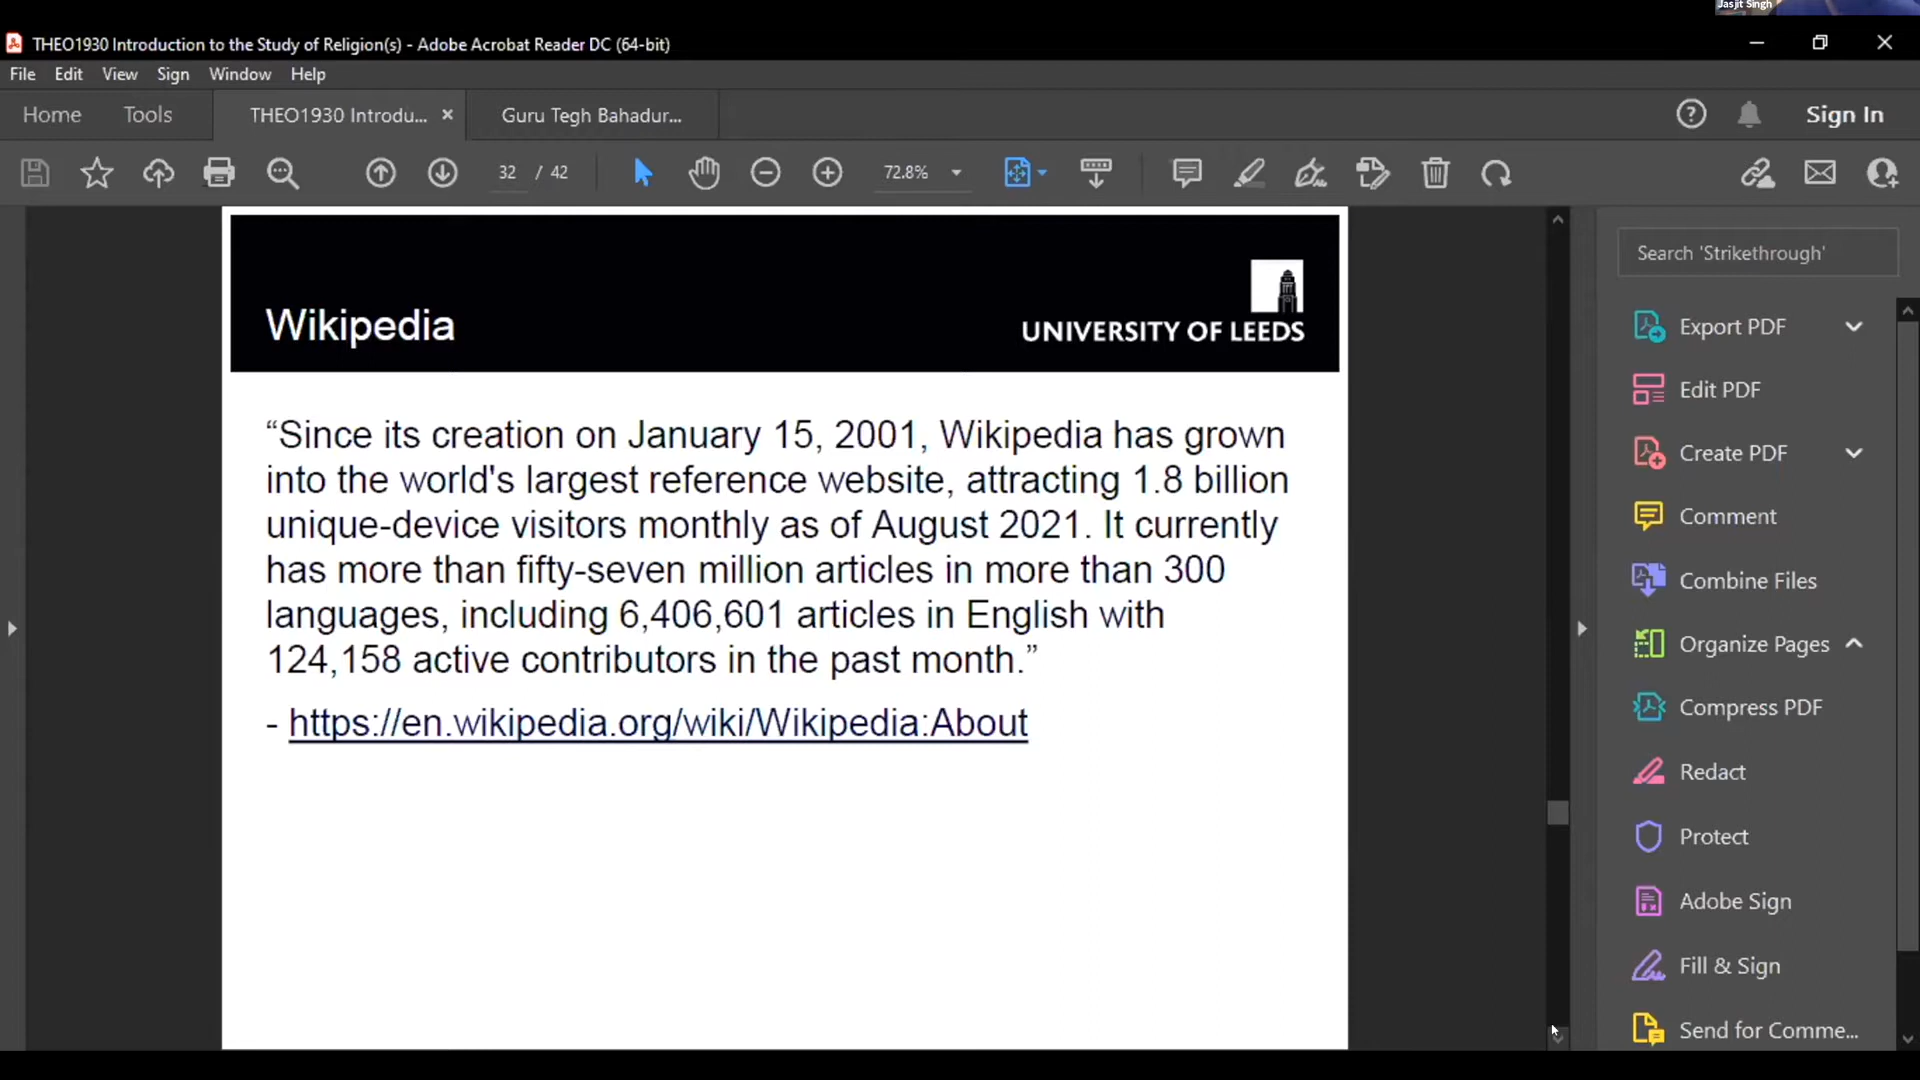 Jasjit Singh
THEO1930 Introduction to the Study of Religion(s) - Adobe Acrobat Reader DC (64-bit)
File Edit View Sign Window Help
Home Tools THEO1930 Introdu... × Guru Tegh Bahadur... Sign In
32 / 42 72.8%
Wikipedia
UNIVERSITY OF LEEDS
“Since its creation on January 15, 2001, Wikipedia has grown
into the world's largest reference website, attracting 1.8 billion
unique-device visitors monthly as of August 2021. It currently
has more than fifty-seven million articles in more than 300
languages, including 6,406,601 articles in English with
124,158 active contributors in the past month.”
- https://en.wikipedia.org/wiki/Wikipedia:About
Search 'Strikethrough'
Export PDF
Edit PDF
Create PDF
Comment
Combine Files
Organize Pages
Compress PDF
Redact
Protect
Adobe Sign
Fill & Sign
Send for Comme...